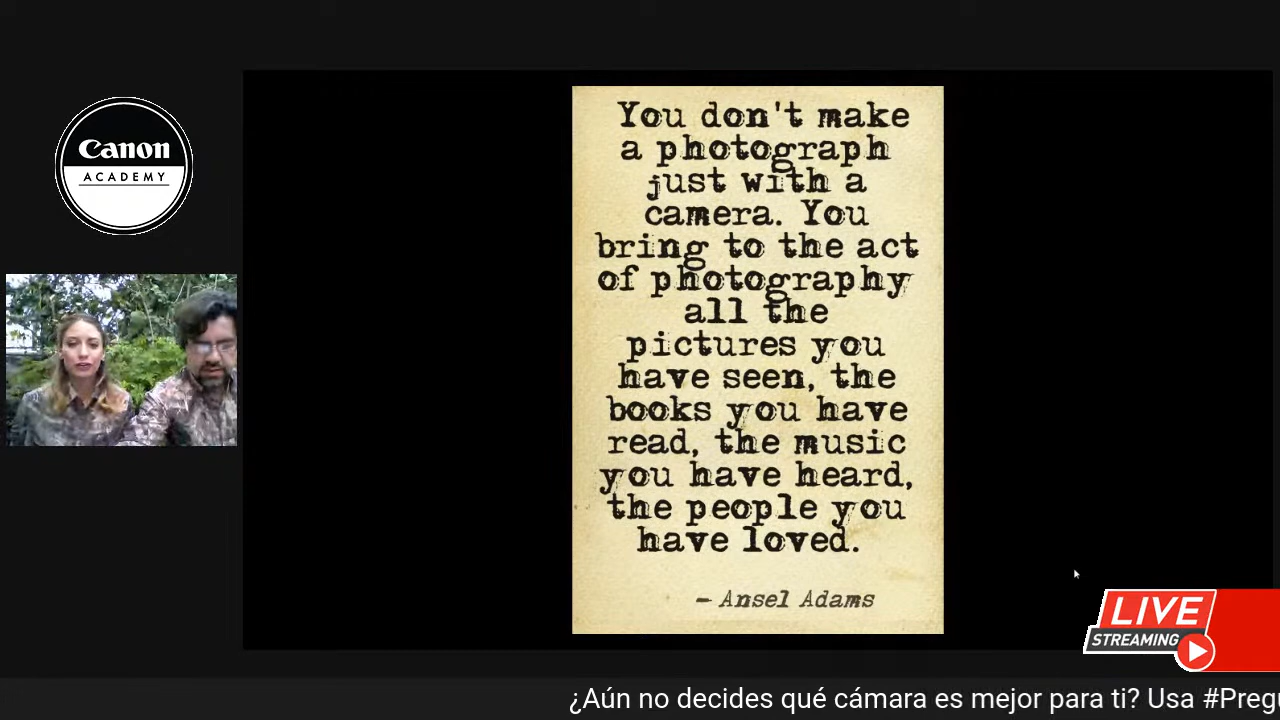 Canon
ACADEMY
You don't make
a photograph
just with a
camera. You
bring to the act
of photography
all the
pictures you
have seen, the
books you have
read, the music
you have heard,
the people you
have loved.
— Ansel Adams
LIVE
STREAMING
¿Aún no decides qué cámara es mejor para ti? Usa